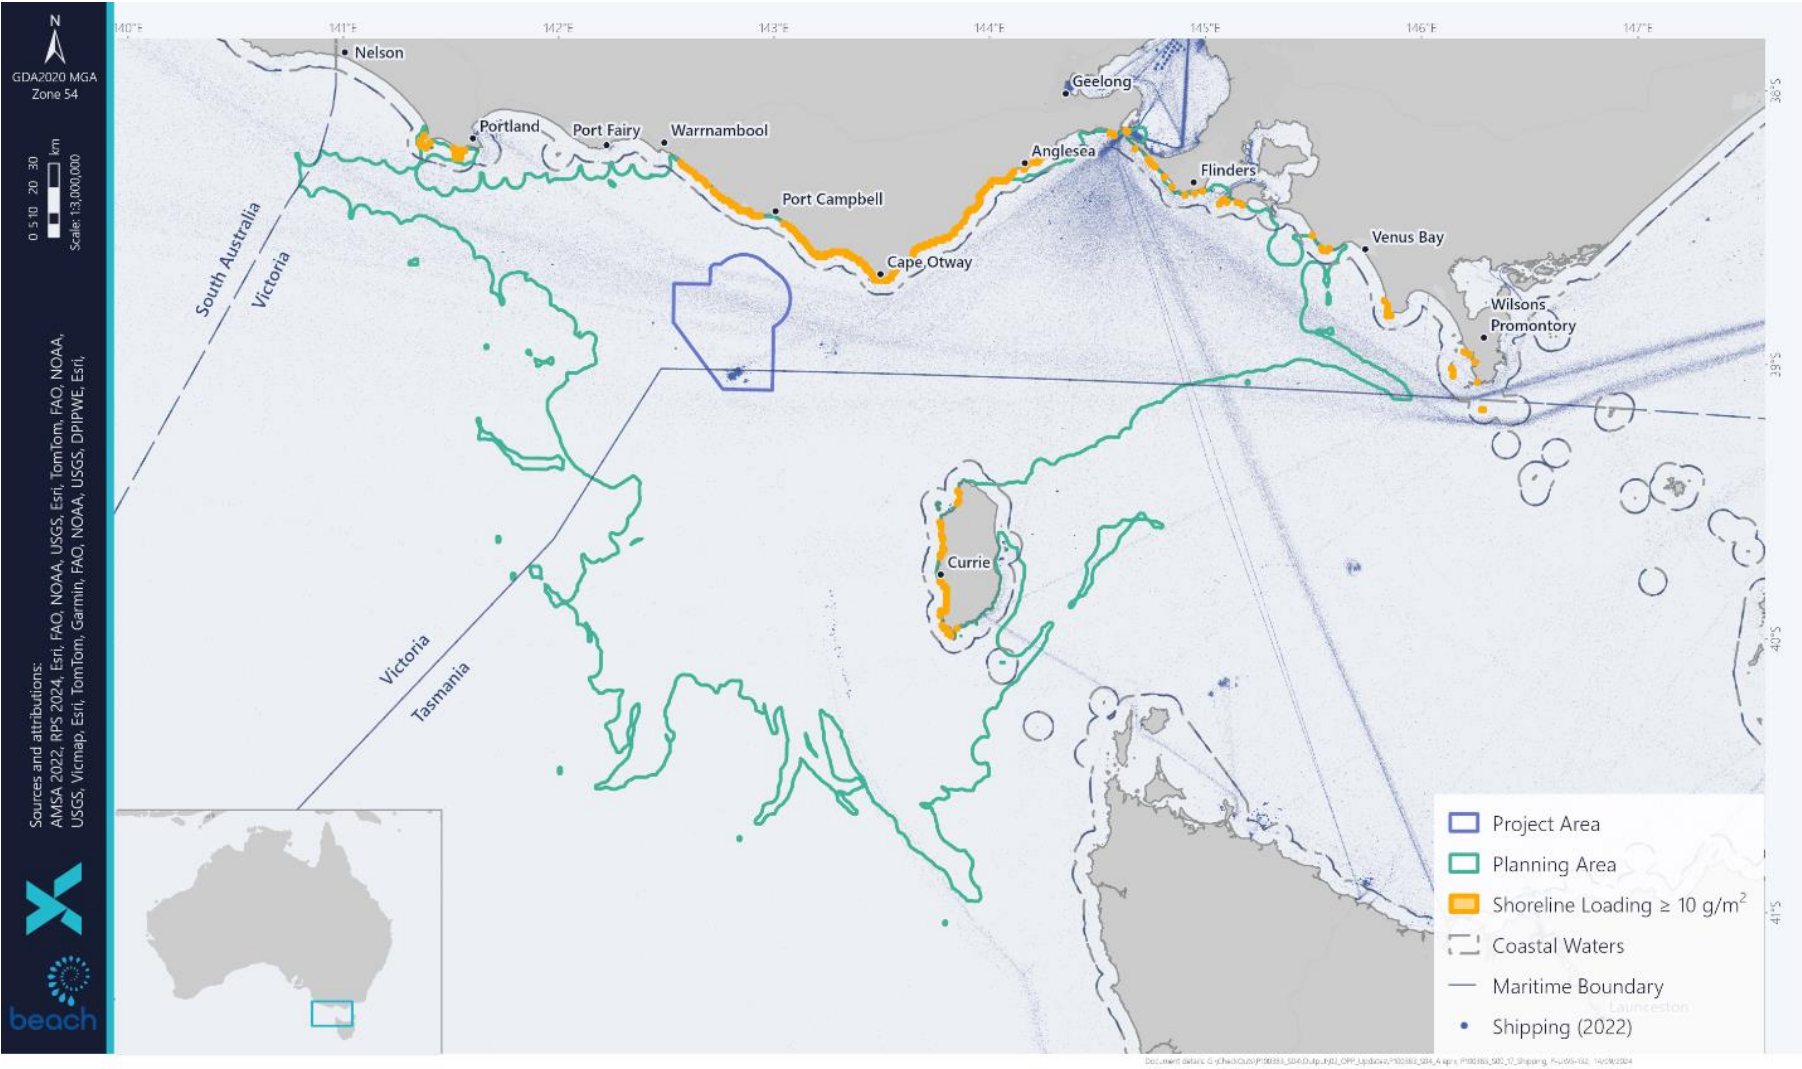 N
GDA2020 MGA
Zone 54
0 5 10 20 30
km
Scale: 1:3,000,000
Sources and attributions:
AMSA 2022, RPS 2024, Esri, FAO, NOAA, USGS, Esri, TomTom, FAO, NOAA,
USGS, Vicmap, Esri, TomTom, Garmin, FAO, NOAA, USGS, DPIPWE, Esri,
beach
140°E
141°E
142°E
143°E
144°E
145°E
146°E
147°E
38°S
39°S
40°S
41°S
Nelson
Portland
Port Fairy
Warrnambool
Port Campbell
Cape Otway
Anglesea
Geelong
Flinders
Venus Bay
Wilsons
Promontory
South Australia
Victoria
Currie
Victoria
Tasmania
Project Area
Planning Area
Shoreline Loading ≥ 10 g/m²
Coastal Waters
Maritime Boundary
Launceston
Shipping (2022)